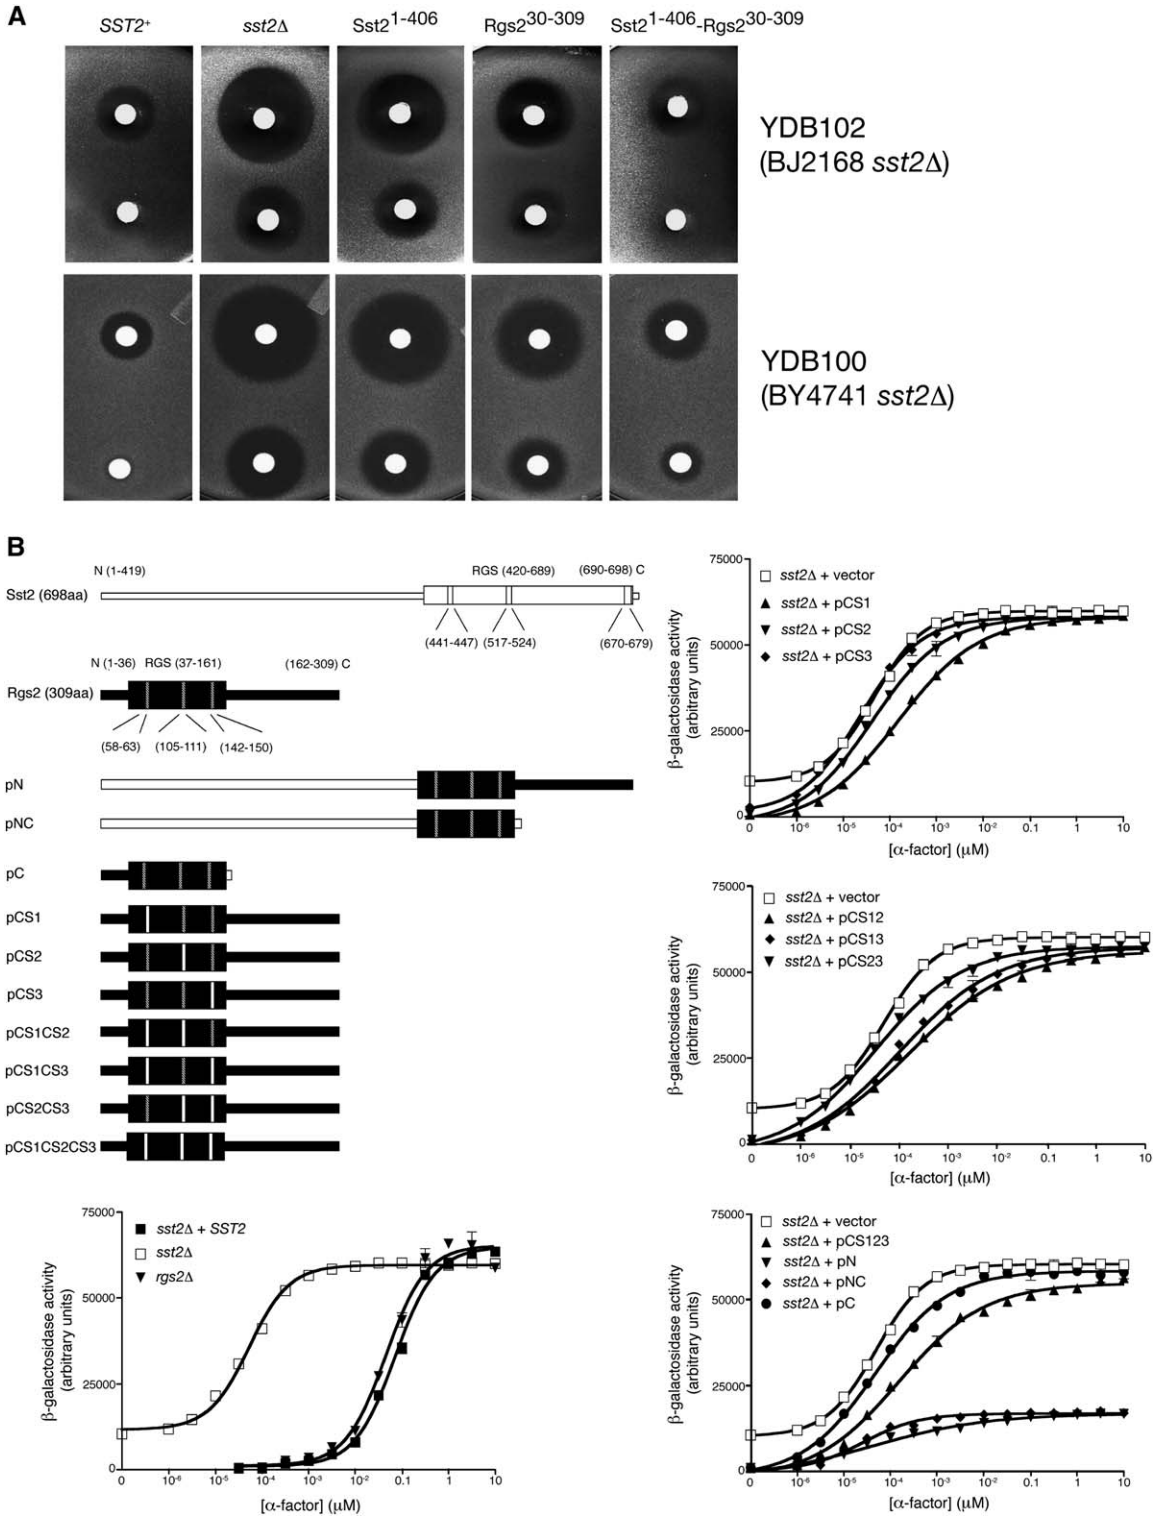 A
SST2⁺ sst2Δ Sst2¹⁻⁴⁰⁶ Rgs2³⁰⁻³⁰⁹ Sst2¹⁻⁴⁰⁶-Rgs2³⁰⁻³⁰⁹
YDB102
(BJ2168 sst2Δ)
YDB100
(BY4741 sst2Δ)
B
N (1-419) RGS (420-689) (690-698) C
Sst2 (698aa)
(441-447) (517-524) (670-679)
N (1-36) RGS (37-161) (162-309) C
Rgs2 (309aa)
(58-63) (105-111) (142-150)
pN
pNC
pC
pCS1
pCS2
pCS3
pCS1CS2
pCS1CS3
pCS2CS3
pCS1CS2CS3
75000
50000
25000
0
β-galactosidase activity
(arbitrary units)
sst2Δ + SST2
sst2Δ
rgs2Δ
0 10⁻⁶ 10⁻⁵ 10⁻⁴ 10⁻³ 10⁻² 0.1 1 10
[α-factor] (μM)
75000
50000
25000
0
β-galactosidase activity
(arbitrary units)
sst2Δ + vector
sst2Δ + pCS1
sst2Δ + pCS2
sst2Δ + pCS3
0 10⁻⁶ 10⁻⁵ 10⁻⁴ 10⁻³ 10⁻² 0.1 1 10
[α-factor] (μM)
75000
50000
25000
0
β-galactosidase activity
(arbitrary units)
sst2Δ + vector
sst2Δ + pCS12
sst2Δ + pCS13
sst2Δ + pCS23
0 10⁻⁶ 10⁻⁵ 10⁻⁴ 10⁻³ 10⁻² 0.1 1 10
[α-factor] (μM)
75000
50000
25000
0
β-galactosidase activity
(arbitrary units)
sst2Δ + vector
sst2Δ + pCS123
sst2Δ + pN
sst2Δ + pNC
sst2Δ + pC
0 10⁻⁶ 10⁻⁵ 10⁻⁴ 10⁻³ 10⁻² 0.1 1 10
[α-factor] (μM)